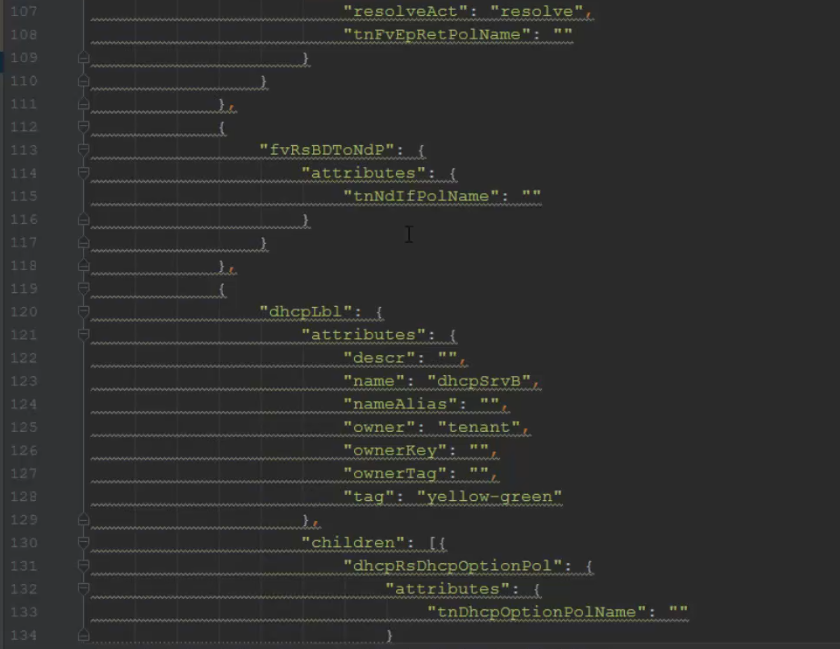 107 "resolveAct": "resolve",
108 "tnFvEpRetPolName": ""
109 }
110 }
111 },
112 {
113 "fvRsBDToNdP": {
114 "attributes": {
115 "tnNdIfPolName": ""
116 }
117 }
118 },
119 {
120 "dhcpLbl": {
121 "attributes": {
122 "descr": "",
123 "name": "dhcpSrvB",
124 "nameAlias": "",
125 "owner": "tenant",
126 "ownerKey": "",
127 "ownerTag": "",
128 "tag": "yellow-green"
129 },
130 "children": [{
131 "dhcpRsDhcpOptionPol": {
132 "attributes": {
133 "tnDhcpOptionPolName": ""
134 }